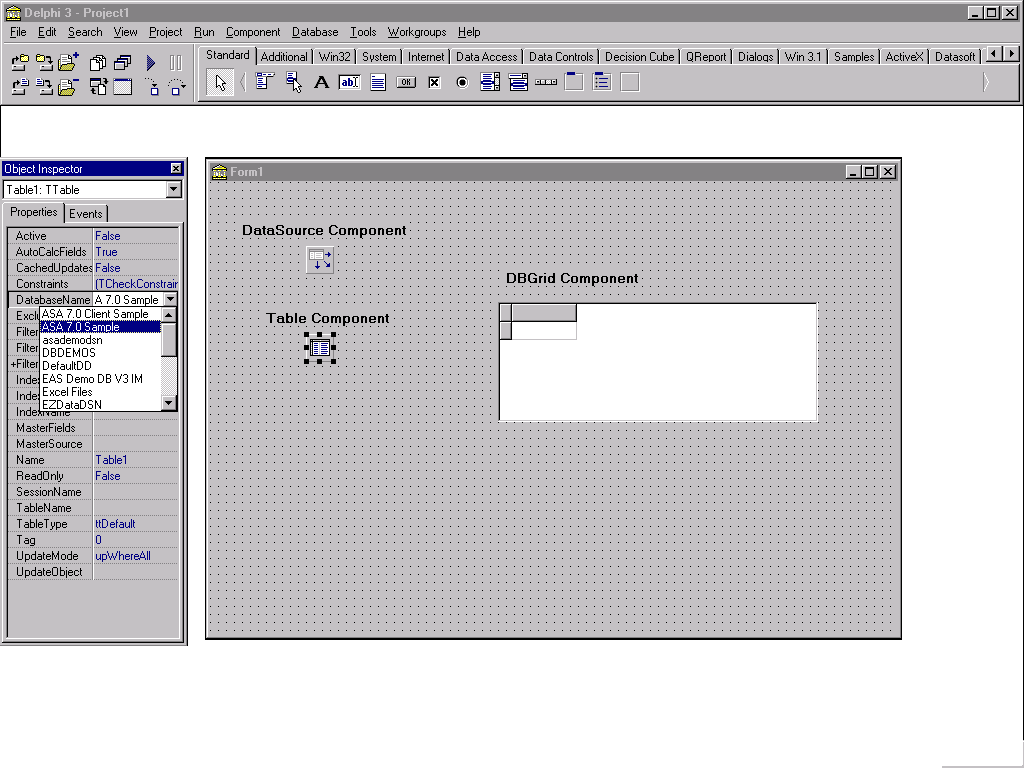 Delphi 3 - Project1
File Edit Search View Project Run Component Database Tools Workgroups Help
Standard Additional Win32 System Internet Data Access Data Controls Decision Cube QReport Dialogs Win 3.1 Samples ActiveX Datasoft
A ab OK
Object Inspector
Table1: TTable
Properties Events
Active False
AutoCalcFields True
CachedUpdates False
Constraints (TCheckConstrair
DatabaseName A 7.0 Sample
Exclu
ASA 7.0 Client Sample
ASA 7.0 Sample
Filter
asademodsn
Filter
DBDEMOS
+Filter
DefaultDD
Index
EAS Demo DB V3 IM
Index
Excel Files
IndexName
EZDataDSN
MasterFields
MasterSource
Name Table1
ReadOnly False
SessionName
TableName
TableType ttDefault
Tag 0
UpdateMode upWhereAll
UpdateObject
Form1
DataSource Component
DBGrid Component
Table Component